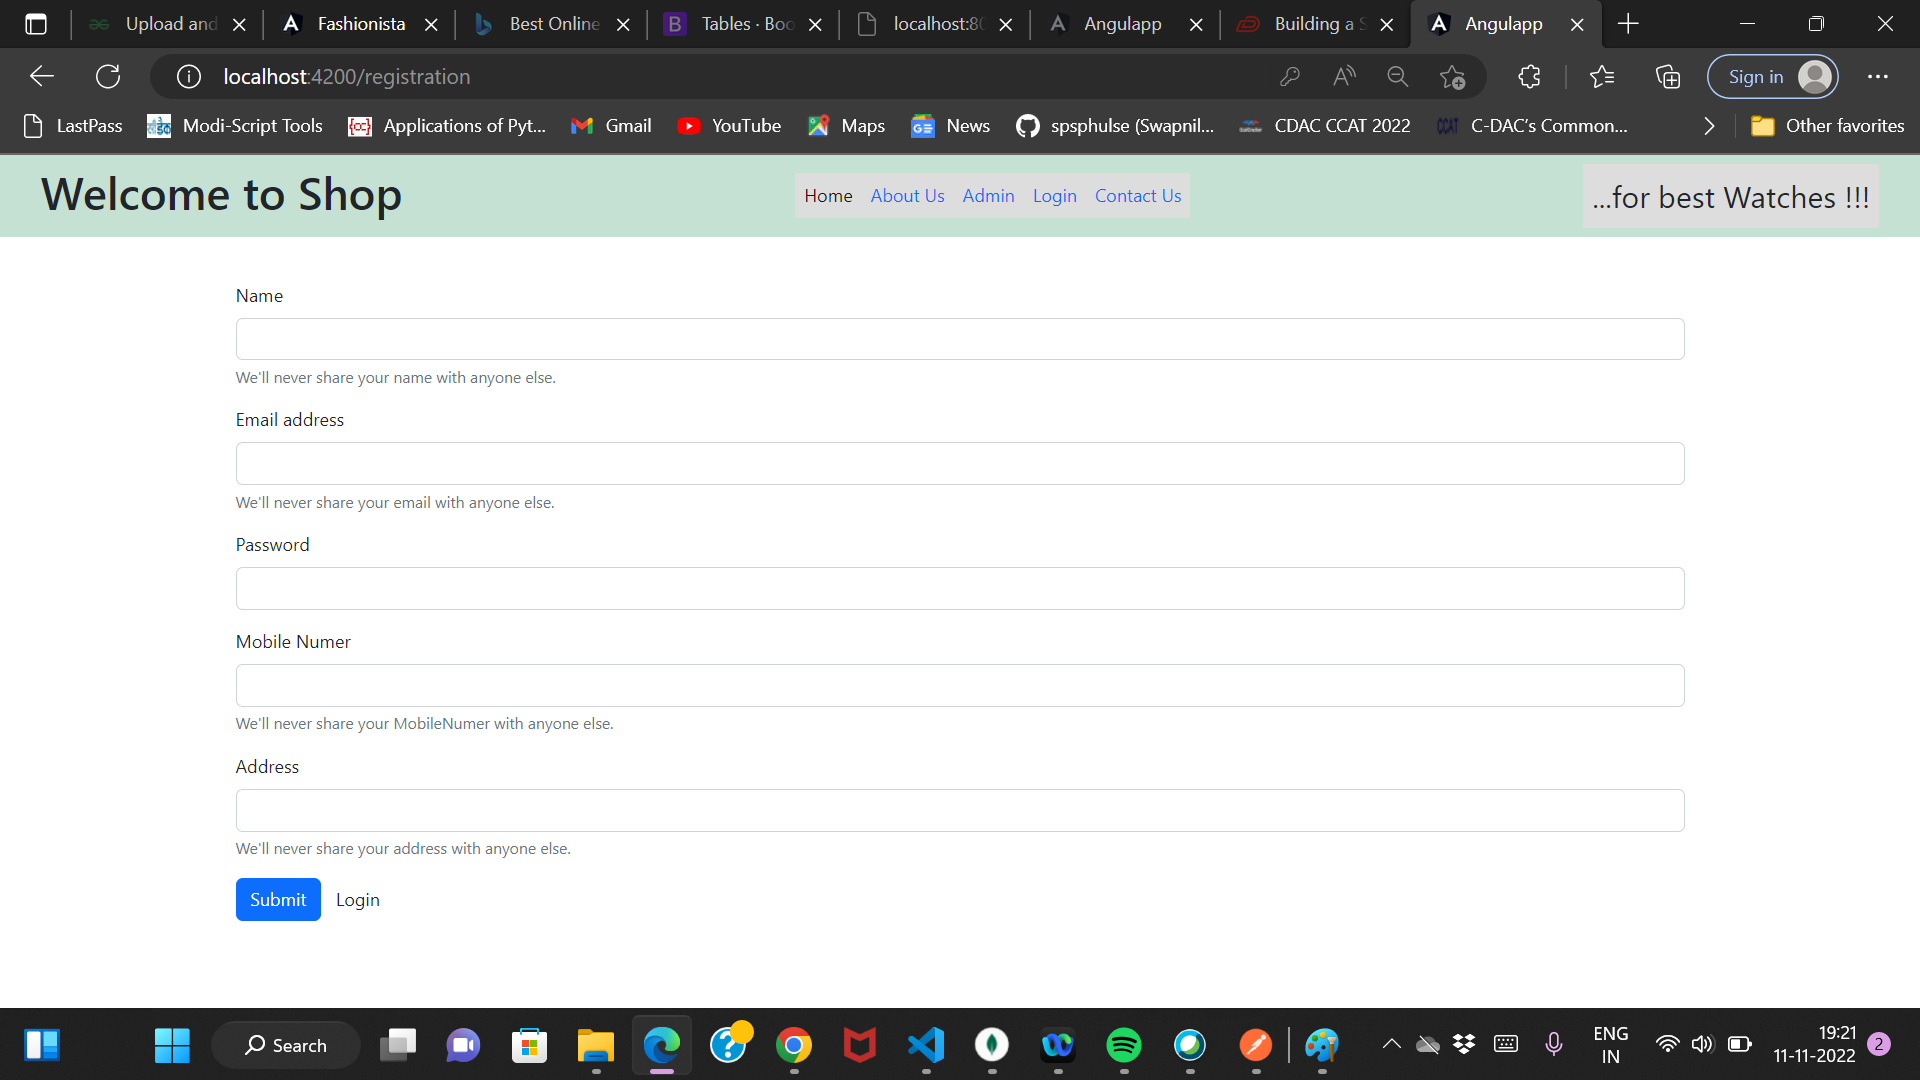 Upload and
Fashionista
Best Online
Tables · Boo
localhost:80
Angulapp
Building a S
Angulapp
localhost:4200/registration
Sign in
LastPass
Modi-Script Tools
Applications of Pyt...
Gmail
YouTube
Maps
News
spsphulse (Swapnil...
CDAC CCAT 2022
C-DAC's Common...
Other favorites
Welcome to Shop
Home About Us Admin Login Contact Us
...for best Watches !!!
Name
We'll never share your name with anyone else.
Email address
We'll never share your email with anyone else.
Password
Mobile Numer
We'll never share your MobileNumer with anyone else.
Address
We'll never share your address with anyone else.
Submit Login
Search
ENG
IN
19:21
11-11-2022
2